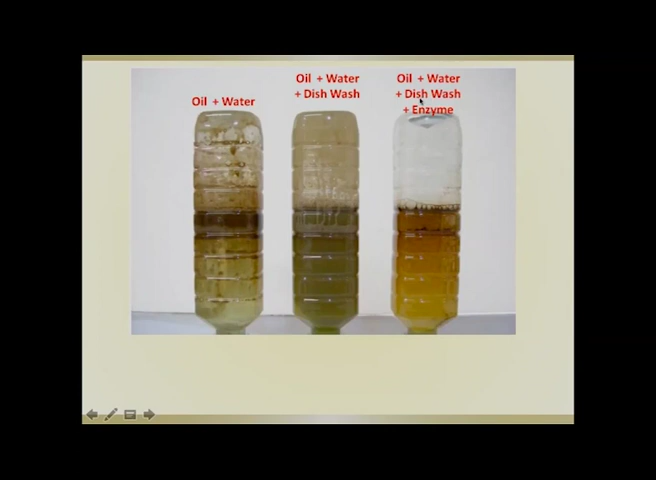 Oil + Water
Oil + Water
+ Dish Wash
Oil + Water
+ Dish Wash
+ Enzyme